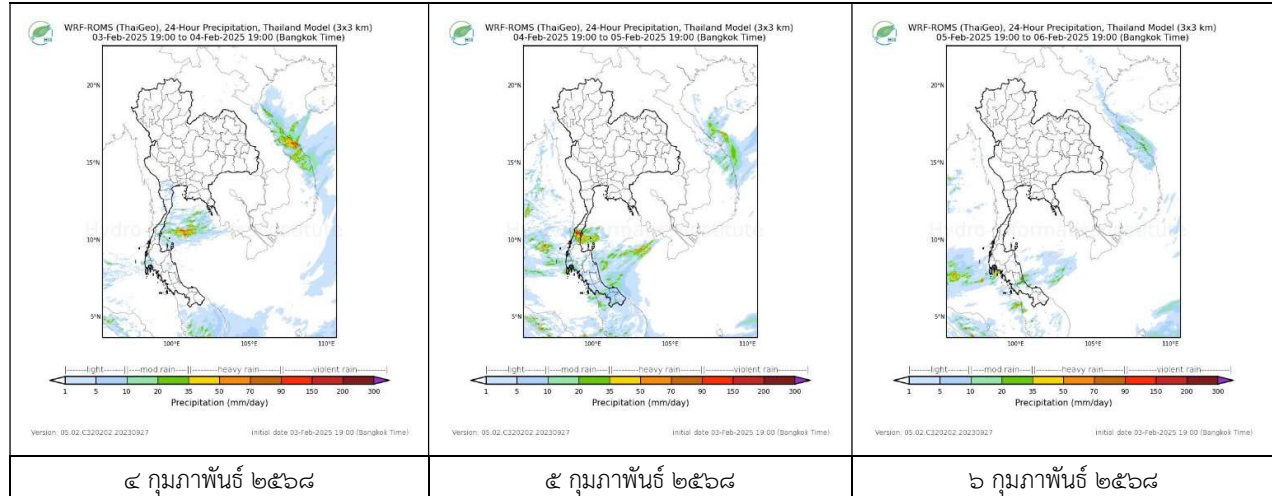 WRF-ROMS (ThaiGeo), 24-Hour Precipitation, Thailand Model (3x3 km)
03-Feb-2025 19:00 to 04-Feb-2025 19:00 (Bangkok Time)
20°N
15°N
10°N
5°N
100°E 105°E 110°E
light mod rain heavy rain violent rain
1 5 10 20 35 50 70 90 150 200 300
Precipitation (mm/day)
Version: 05.02.C320202.20230927 initial date 03-Feb-2025 19:00 (Bangkok Time)
๔ กุมภาพันธ์ ๒๕๖๘
WRF-ROMS (ThaiGeo), 24-Hour Precipitation, Thailand Model (3x3 km)
04-Feb-2025 19:00 to 05-Feb-2025 19:00 (Bangkok Time)
20°N
15°N
10°N
5°N
100°E 105°E 110°E
light mod rain heavy rain violent rain
1 5 10 20 35 50 70 90 150 200 300
Precipitation (mm/day)
Version: 05.02.C320202.20230927 initial date 03-Feb-2025 19:00 (Bangkok Time)
๕ กุมภาพันธ์ ๒๕๖๘
WRF-ROMS (ThaiGeo), 24-Hour Precipitation, Thailand Model (3x3 km)
05-Feb-2025 19:00 to 06-Feb-2025 19:00 (Bangkok Time)
20°N
15°N
10°N
5°N
100°E 105°E 110°E
light mod rain heavy rain violent rain
1 5 10 20 35 50 70 90 150 200 300
Precipitation (mm/day)
Version: 05.02.C320202.20230927 initial date 03-Feb-2025 19:00 (Bangkok Time)
๖ กุมภาพันธ์ ๒๕๖๘